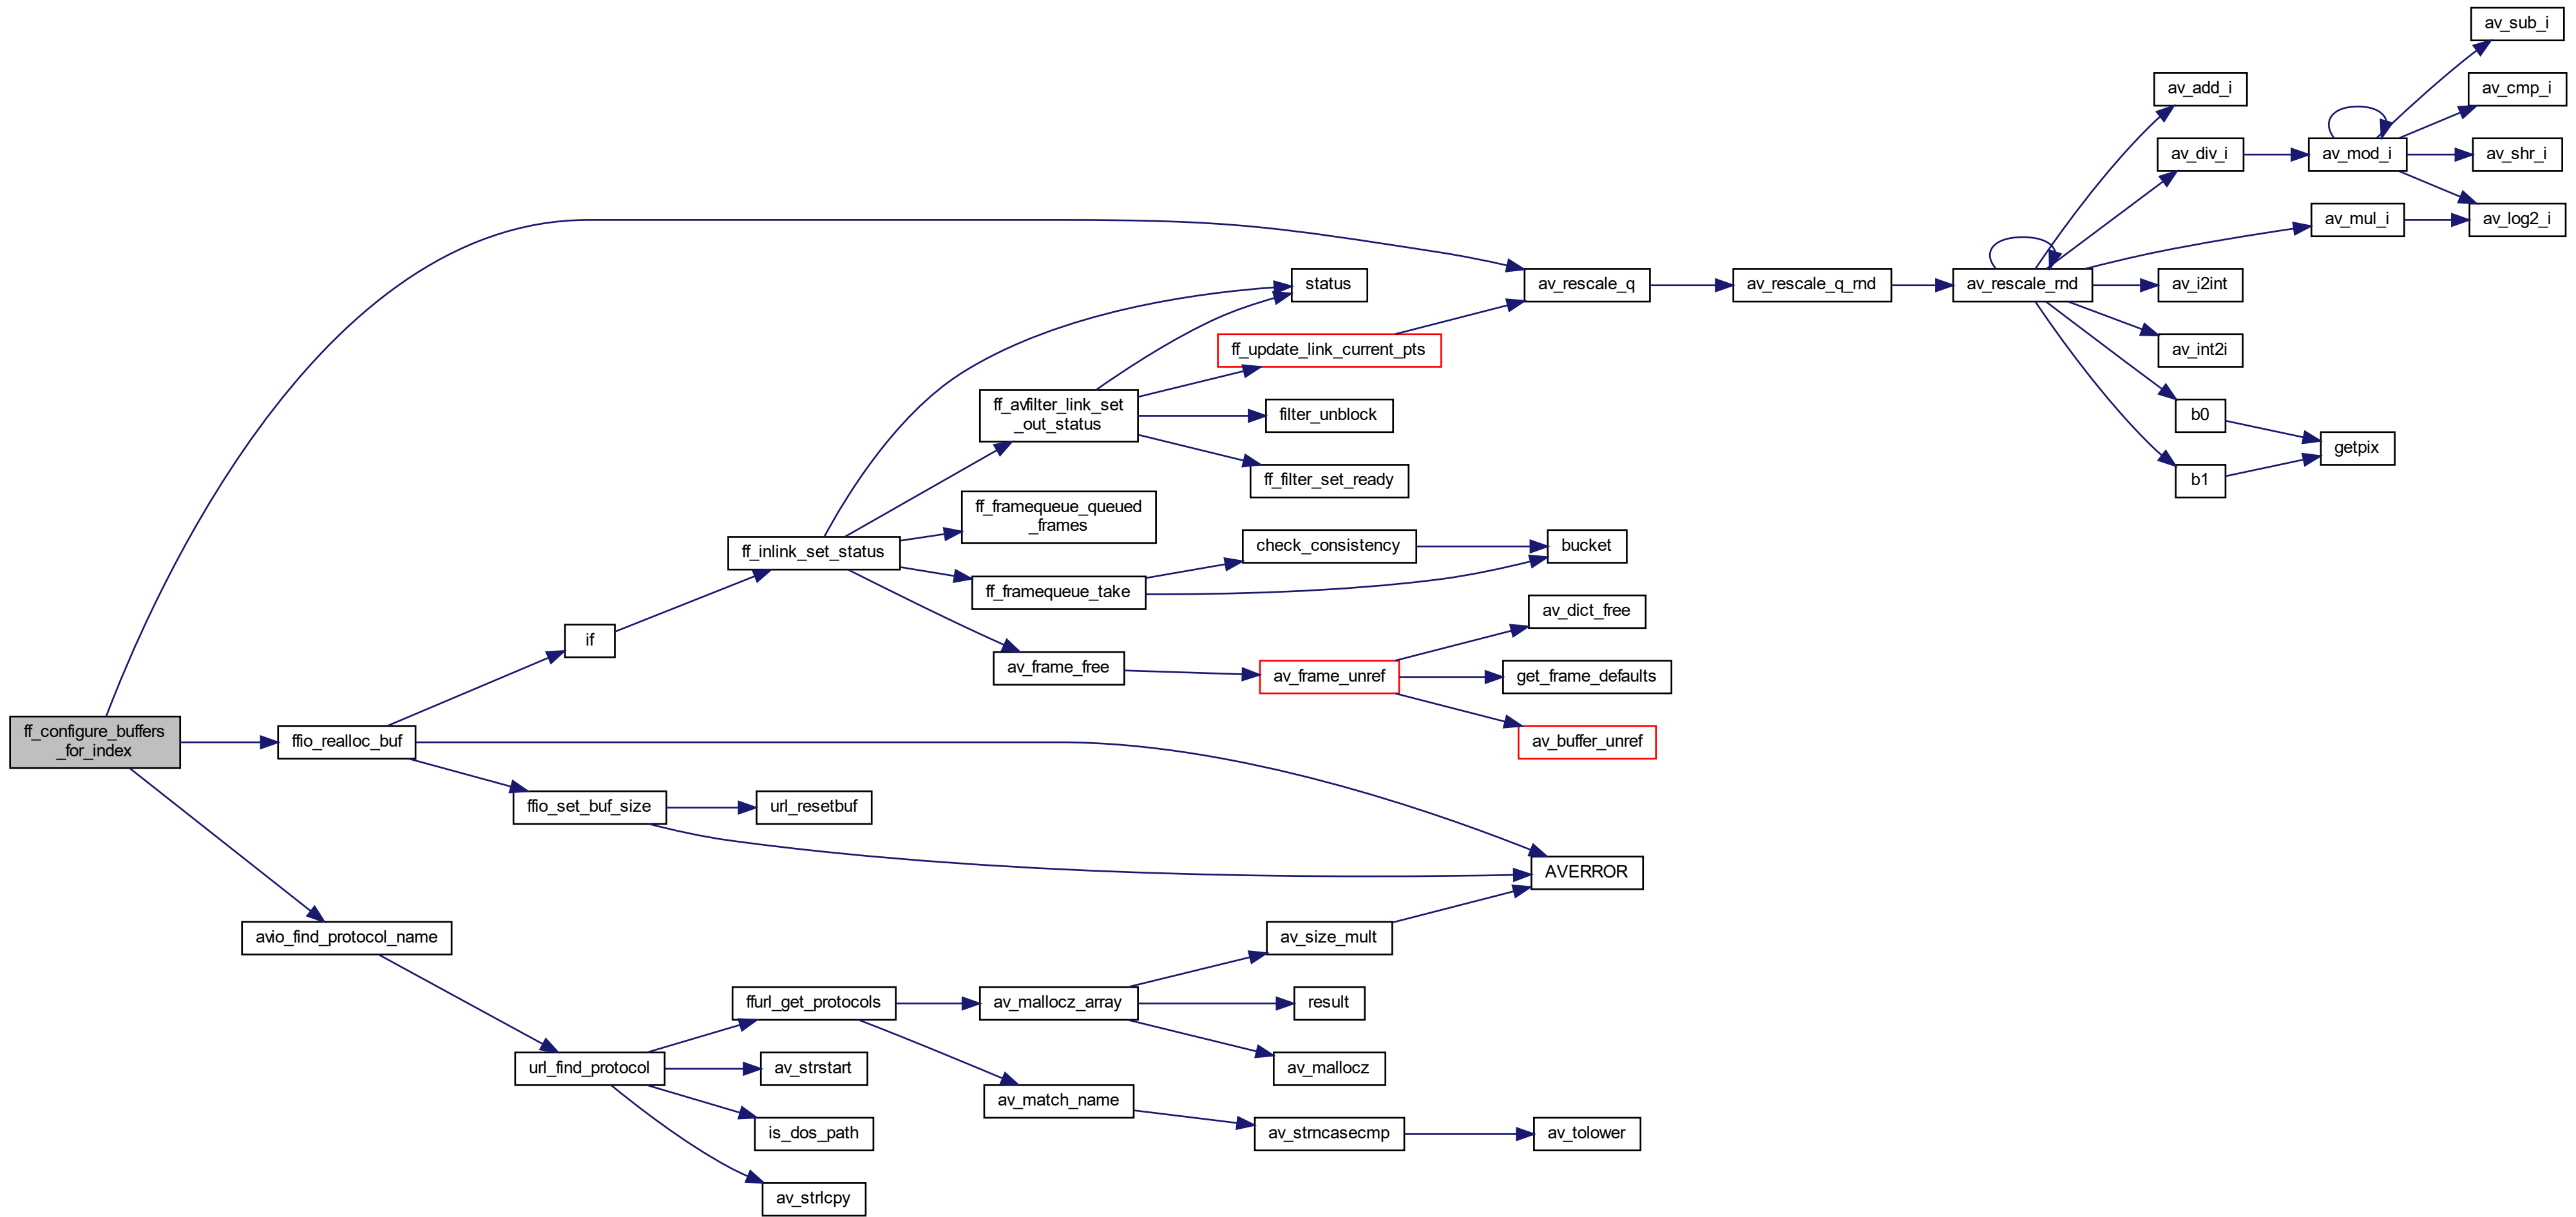 ff_configure_buffers
_for_index
ffio_realloc_buf
avio_find_protocol_name
if
ffio_set_buf_size
url_find_protocol
ff_inlink_set_status
url_resetbuf
ffurl_get_protocols
av_strstart
is_dos_path
av_strlcpy
ff_avfilter_link_set
_out_status
ff_framequeue_queued
_frames
ff_framequeue_take
av_frame_free
av_mallocz_array
av_match_name
status
ff_update_link_current_pts
filter_unblock
ff_filter_set_ready
check_consistency
av_frame_unref
av_size_mult
result
av_mallocz
av_strncasecmp
av_rescale_q
bucket
av_dict_free
get_frame_defaults
av_buffer_unref
AVERROR
av_tolower
av_rescale_q_rnd
av_rescale_rnd
av_add_i
av_div_i
av_mul_i
av_i2int
av_int2i
b0
b1
av_mod_i
getpix
av_sub_i
av_cmp_i
av_shr_i
av_log2_i